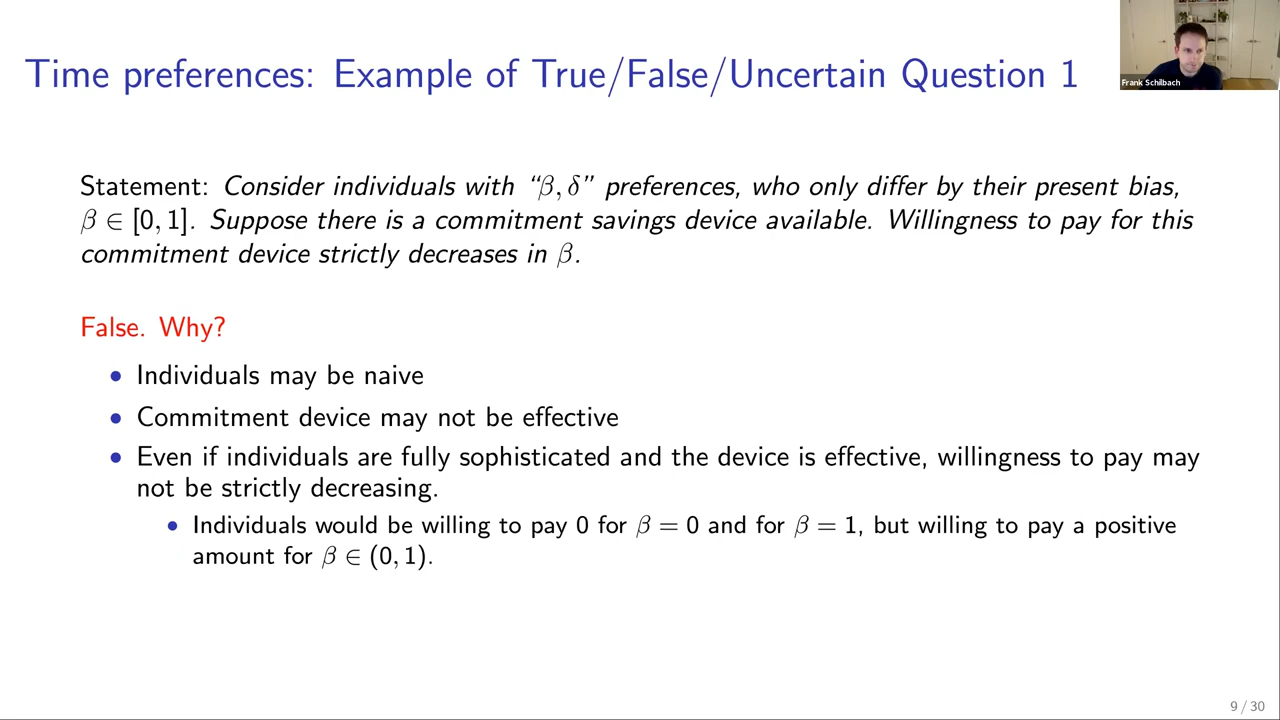 Time preferences: Example of True/False/Uncertain Question 1
Frank Schilbach
Statement: Consider individuals with “β, δ” preferences, who only differ by their present bias,
β ∈ [0, 1]. Suppose there is a commitment savings device available. Willingness to pay for this
commitment device strictly decreases in β.
False. Why?
• Individuals may be naive
• Commitment device may not be effective
• Even if individuals are fully sophisticated and the device is effective, willingness to pay may
not be strictly decreasing.
• Individuals would be willing to pay 0 for β = 0 and for β = 1, but willing to pay a positive
amount for β ∈ (0, 1).
9 / 30